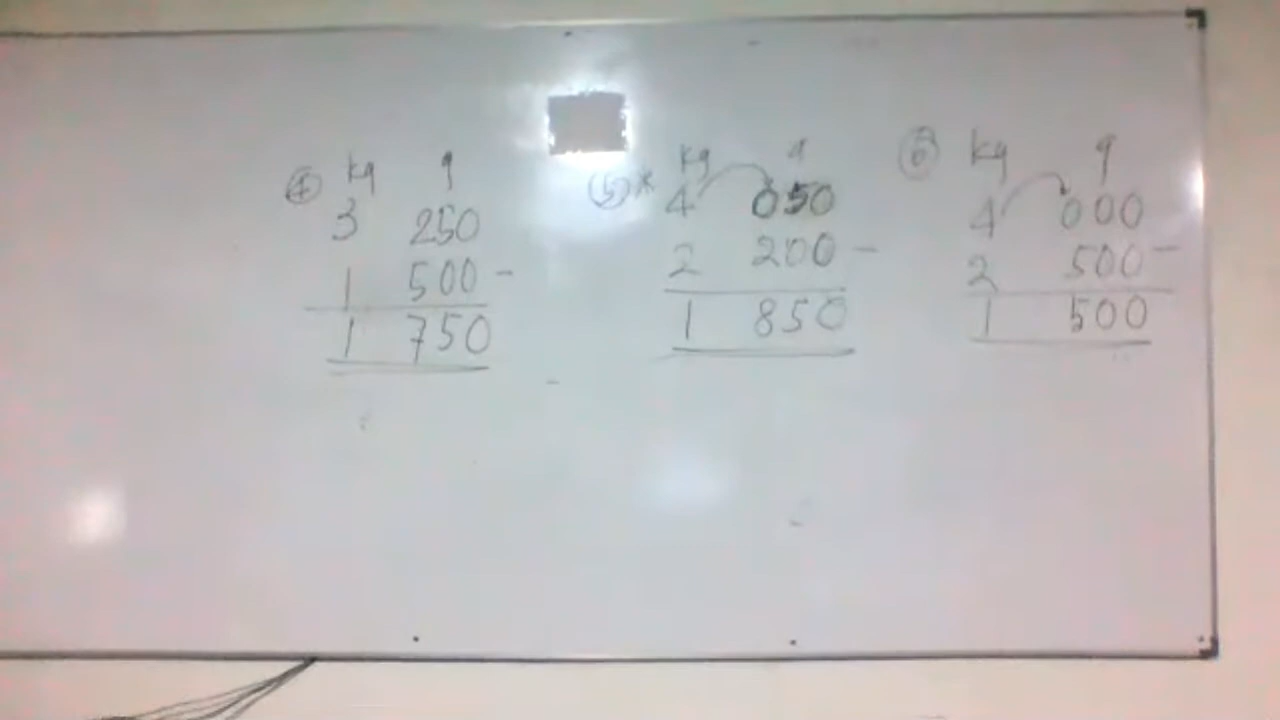 ④ kg g
3 250
1 500 -
1 750
⑤* kg g
4 050
2 200 -
1 850
⑥ kg g
4 000
2 500 -
1 500